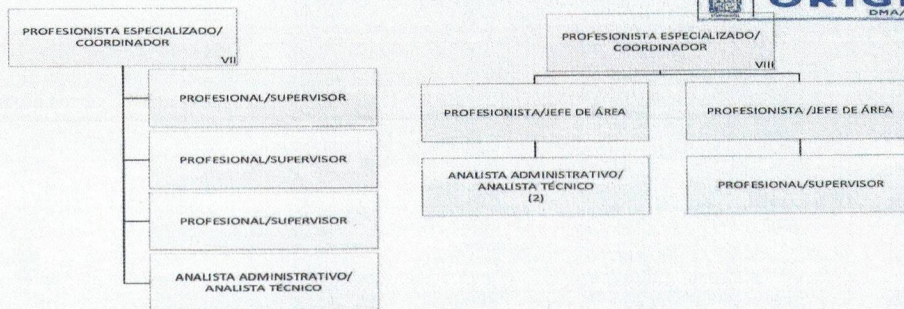 PROFESIONISTA ESPECIALIZADO/
COORDINADOR
VII
PROFESIONAL/SUPERVISOR
PROFESIONAL/SUPERVISOR
PROFESIONAL/SUPERVISOR
ANALISTA ADMINISTRATIVO/
ANALISTA TÉCNICO
DMA/
PROFESIONISTA ESPECIALIZADO/
COORDINADOR
VIII
PROFESIONISTA/JEFE DE ÁREA
PROFESIONISTA /JEFE DE ÁREA
ANALISTA ADMINISTRATIVO/
ANALISTA TÉCNICO
(2)
PROFESIONAL/SUPERVISOR